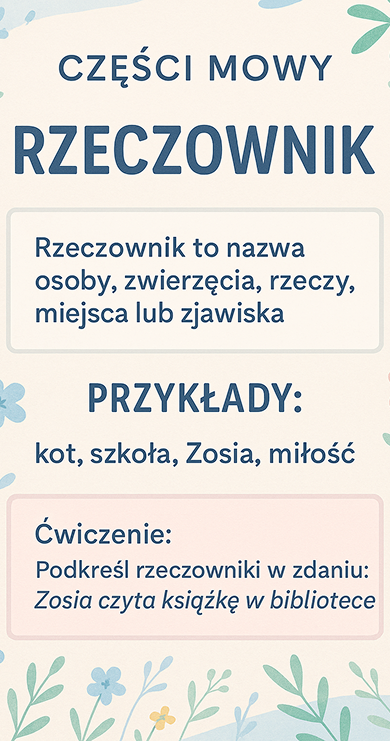 CZĘŚCI MOWY
RZECZOWNIK
Rzeczownik to nazwa
osoby, zwierzęcia, rzeczy,
miejsca lub zjawiska
PRZYKŁADY:
kot, szkoła, Zosia, miłość
Ćwiczenie:
Podkreśl rzeczowniki w zdaniu:
Zosia czyta książkę w bibliotece